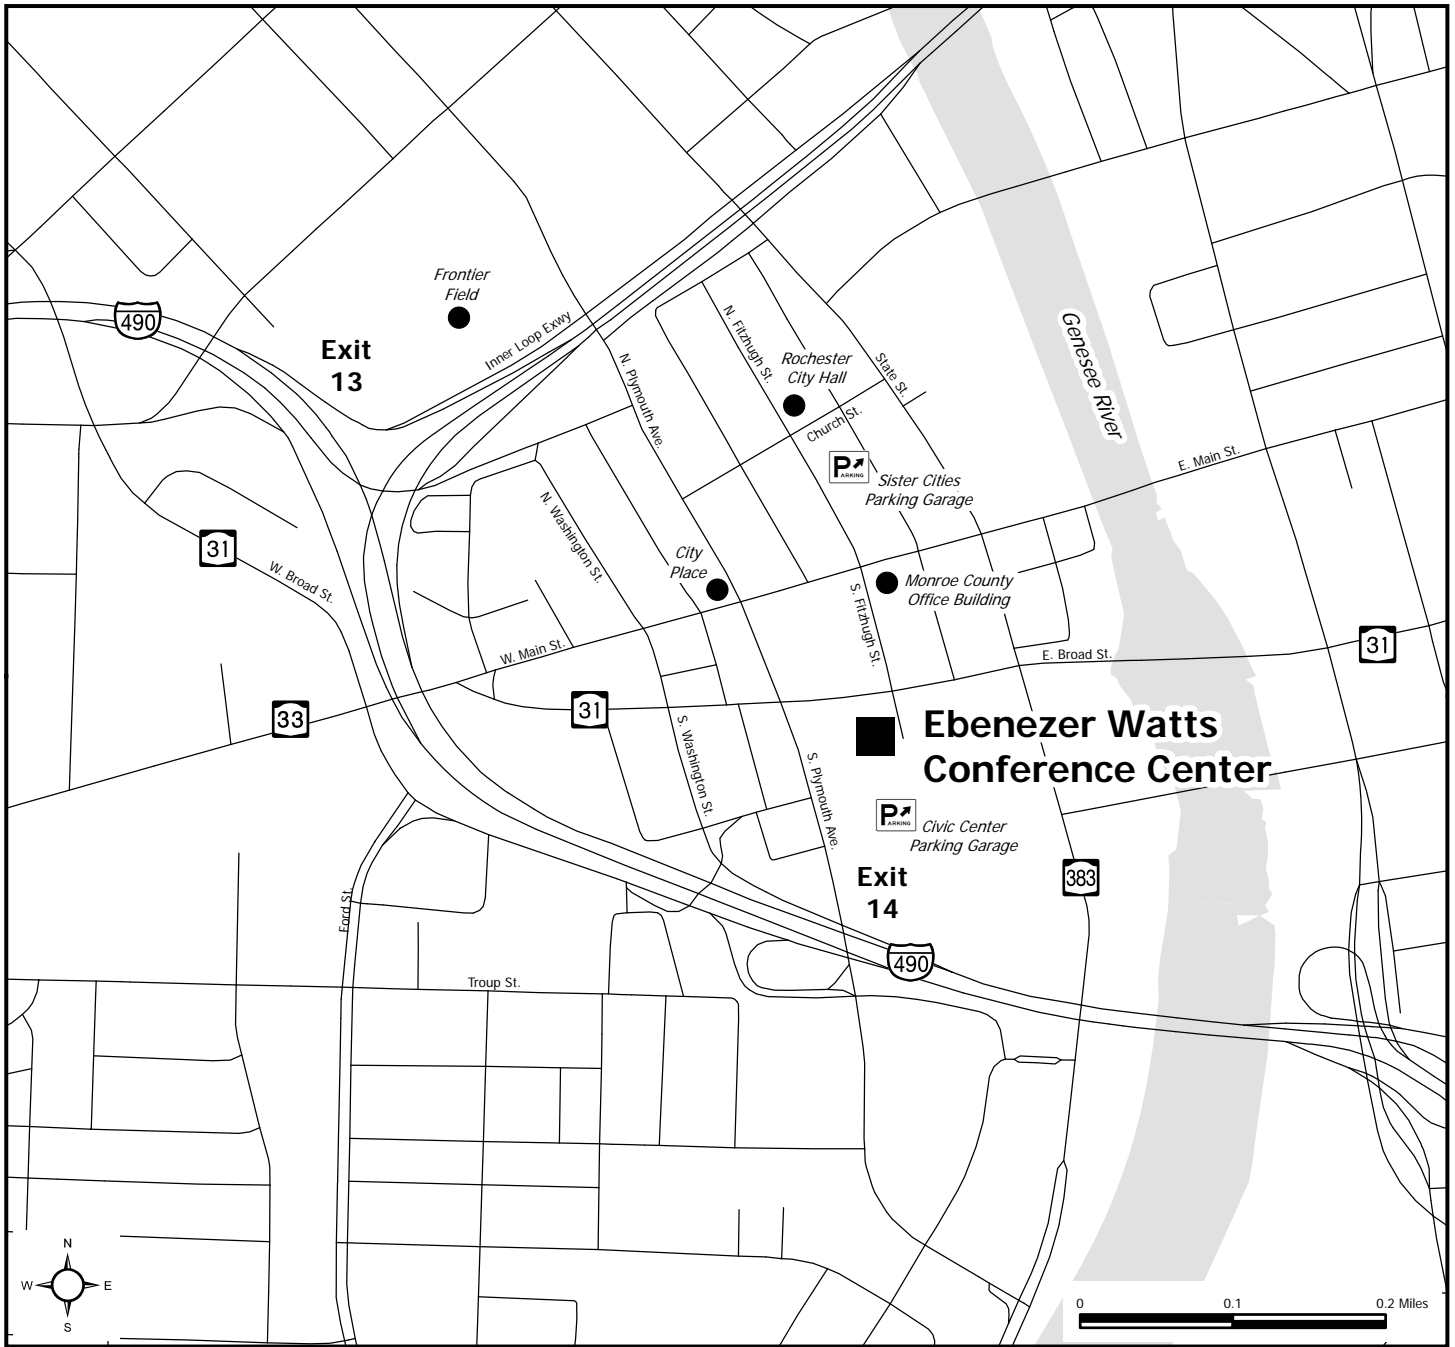 Frontier
Field
490
Exit
13
Inner Loop Exwy
N. Plymouth Ave.
N. Fitzhugh St.
Rochester
City Hall
State St.
Church St.
Genesee River
PARKING
Sister Cities
Parking Garage
E. Main St.
31
W. Broad St.
N. Washington St.
City
Place
Monroe County
Office Building
S. Fitzhugh St.
W. Main St.
E. Broad St.
31
33
31
S. Washington St.
Ebenezer Watts
Conference Center
S. Plymouth Ave.
PARKING
Civic Center
Parking Garage
Exit
14
383
Ford St.
490
Troup St.
N
W
E
S
0
0.1
0.2 Miles